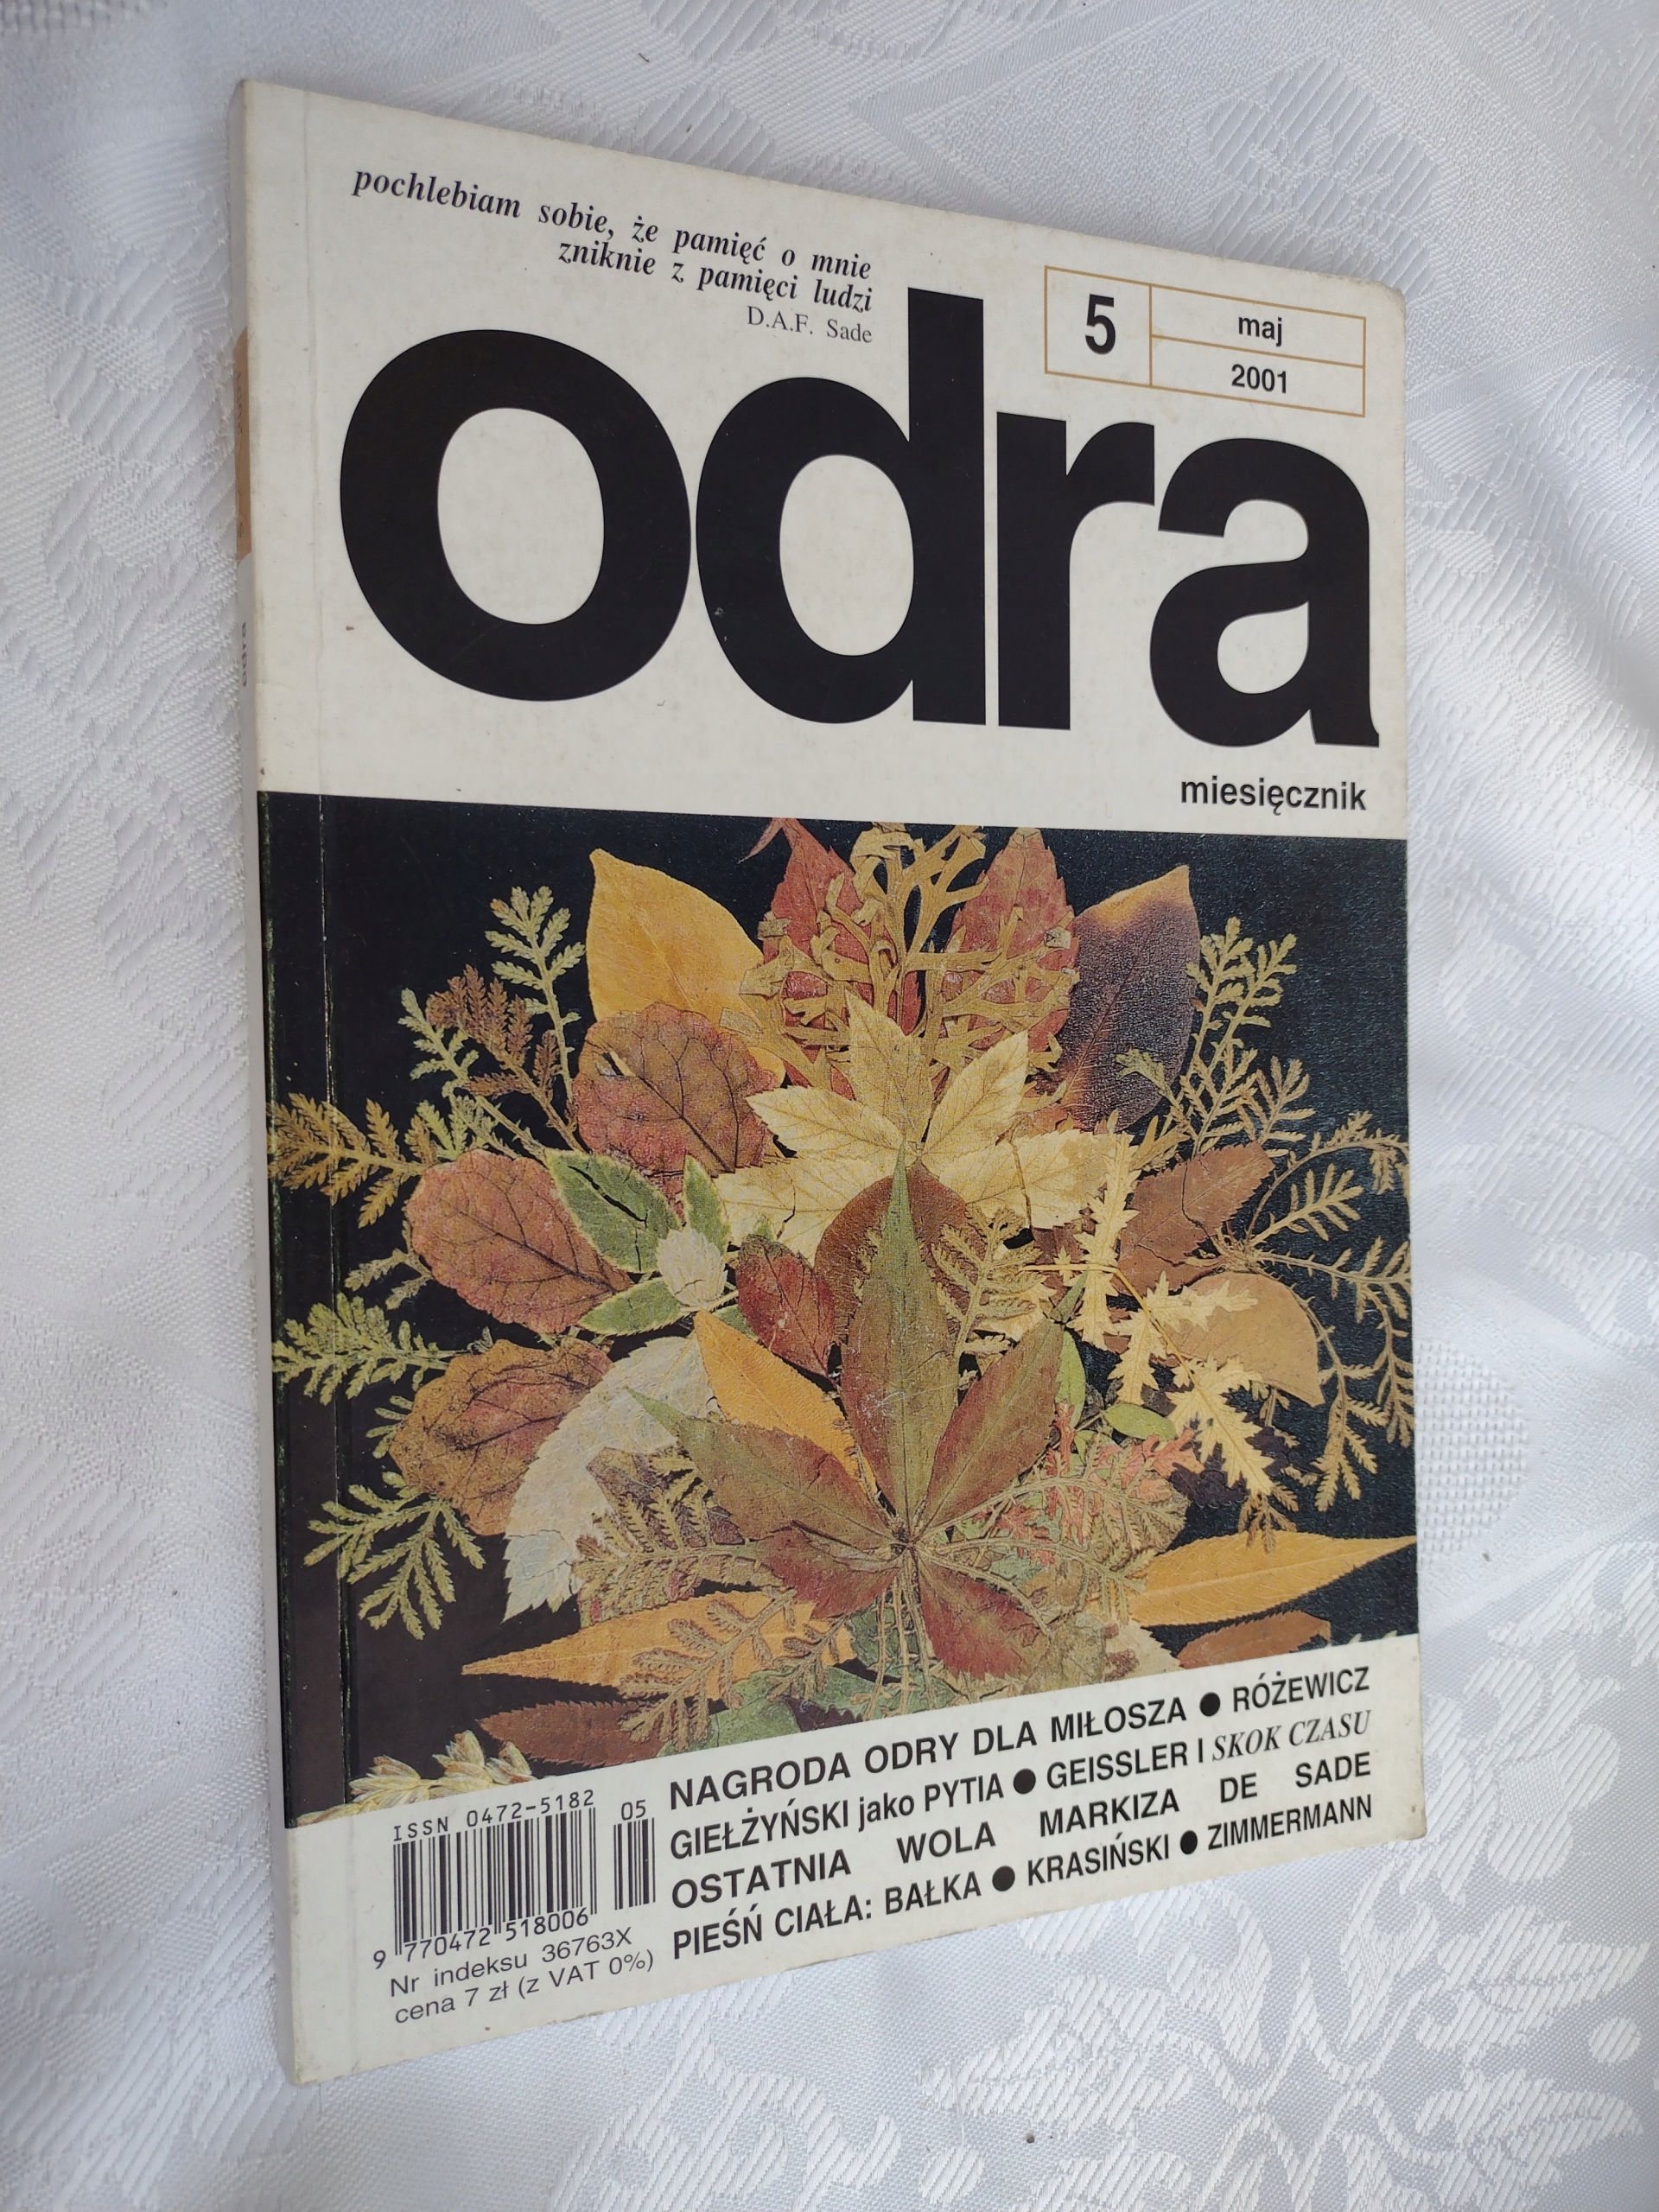 pochlebiam sobie, że pamięć o mnie
zniknie z pamięci ludzi
D.A.F. Sade
5
maj
2001
odra
miesięcznik
odra
NAGRODA ODRY DLA MIŁOSZA ● RÓŻEWICZ
GIEŁŻYŃSKI jako PYTIA ● GEISSLER I SKOK CZASU
OSTATNIA WOLA MARKIZA DE SADE
PIEŚŃ CIAŁA: BAŁKA ● KRASIŃSKI ● ZIMMERMANN
ISSN 0472-5182
05
9 770472 518006
Nr indeksu 36763X
cena 7 zł (z VAT 0%)